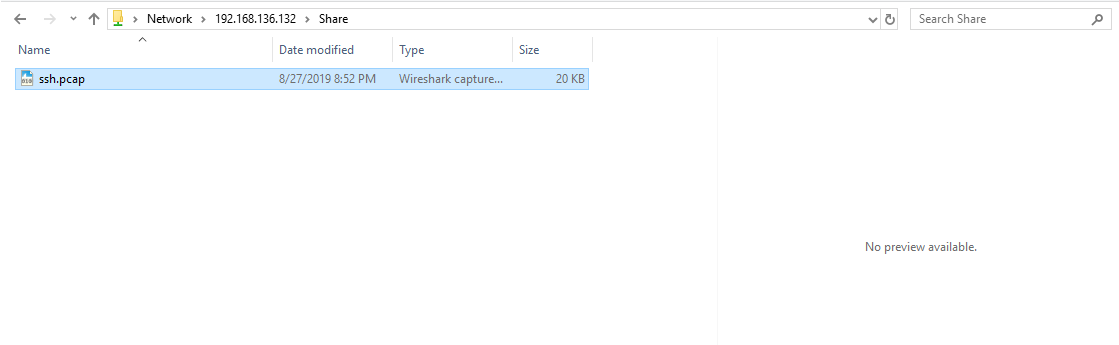 Network > 192.168.136.132 > Share
Search Share
Name Date modified Type Size
ssh.pcap 8/27/2019 8:52 PM Wireshark capture... 20 KB
No preview available.